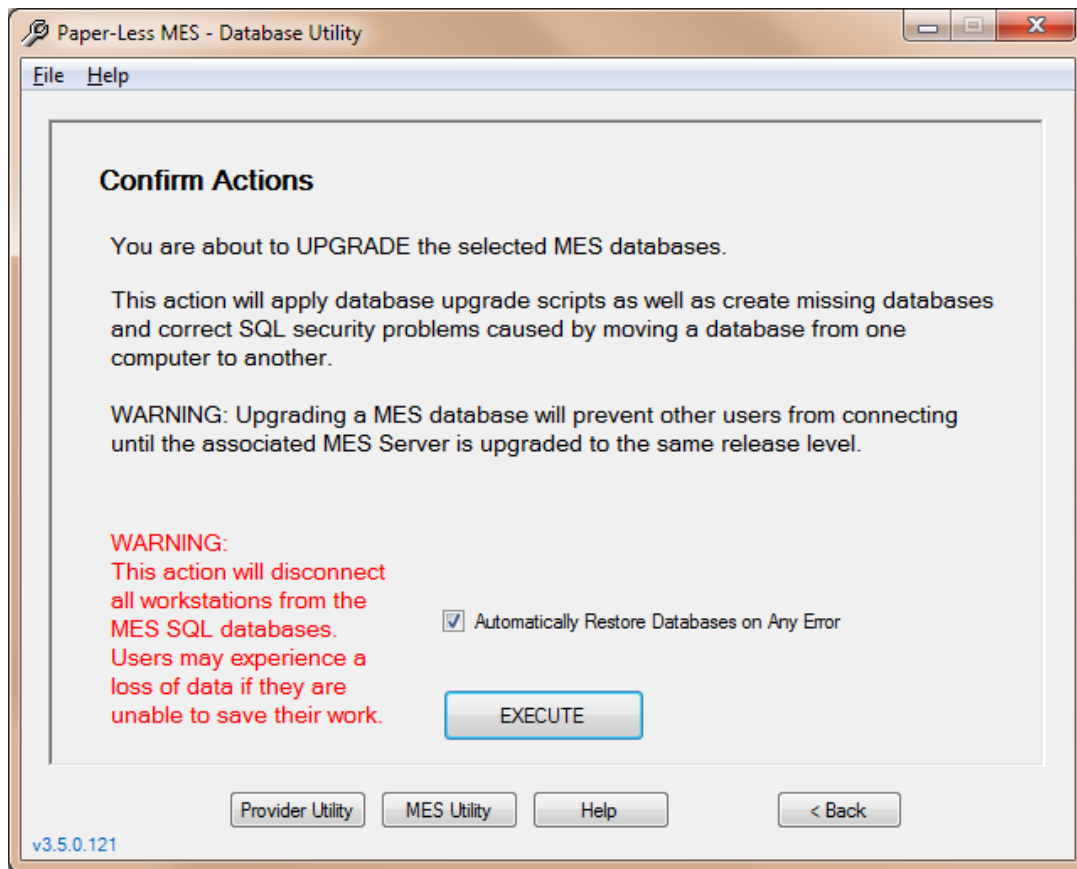 Paper-Less MES - Database Utility
File Help
Confirm Actions
You are about to UPGRADE the selected MES databases.
This action will apply database upgrade scripts as well as create missing databases
and correct SQL security problems caused by moving a database from one
computer to another.
WARNING: Upgrading a MES database will prevent other users from connecting
until the associated MES Server is upgraded to the same release level.
WARNING:
This action will disconnect
all workstations from the
MES SQL databases.
Users may experience a
loss of data if they are
unable to save their work.
Automatically Restore Databases on Any Error
EXECUTE
Provider Utility MES Utility Help < Back
v3.5.0.121